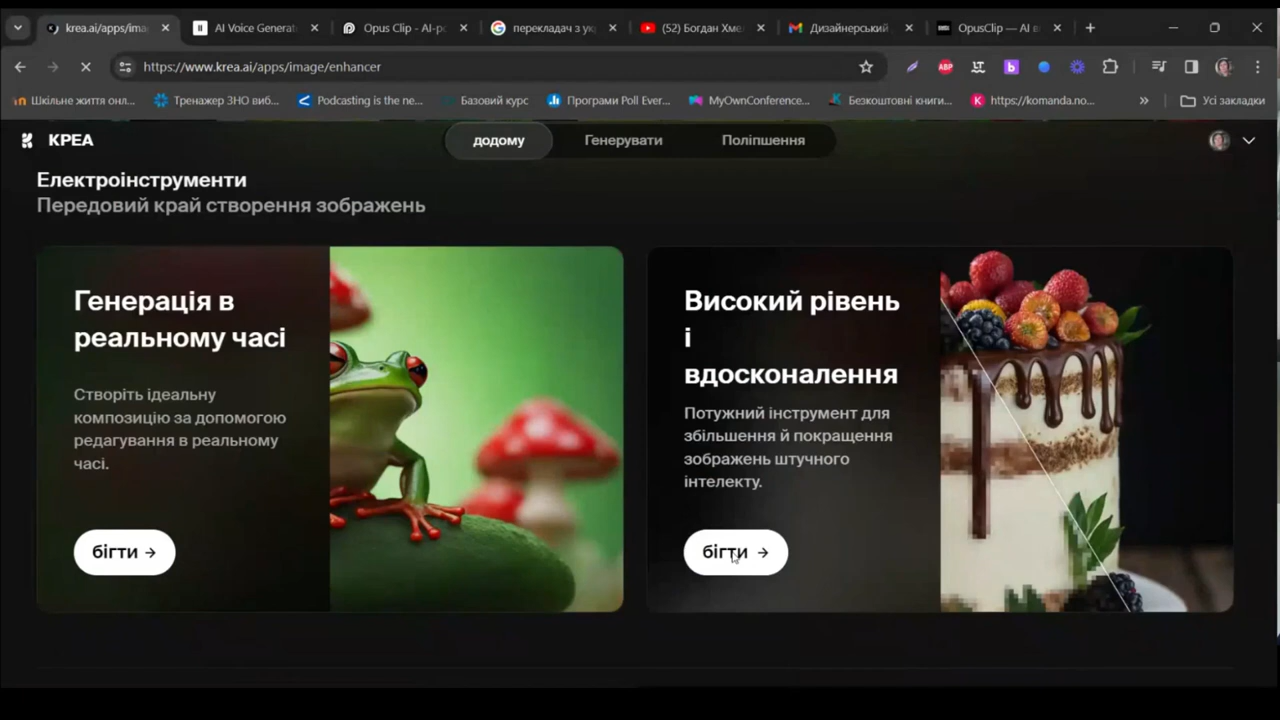 krea.ai/apps/ima
AI Voice Generat
Opus Clip - AI-po
перекладач з ук
(52) Богдан Хме
Дизайнерський
OpusClip — AI в
https://www.krea.ai/apps/image/enhancer
ABP
Шкільне життя онл...
Тренажер ЗНО виб...
Podcasting is the ne...
Базовий курс
Програми Poll Ever...
MyOwnConference...
Безкоштовні книги...
https://komanda.no...
Усі закладки
КРЕА
додому
Генерувати
Поліпшення
Електроінструменти
Передовий край створення зображень
Генерація в
реальному часі
Створіть ідеальну
композицію за допомогою
редагування в реальному
часі.
бігти →
Високий рівень
і
вдосконалення
Потужний інструмент для
збільшення й покращення
зображень штучного
інтелекту.
бігти →